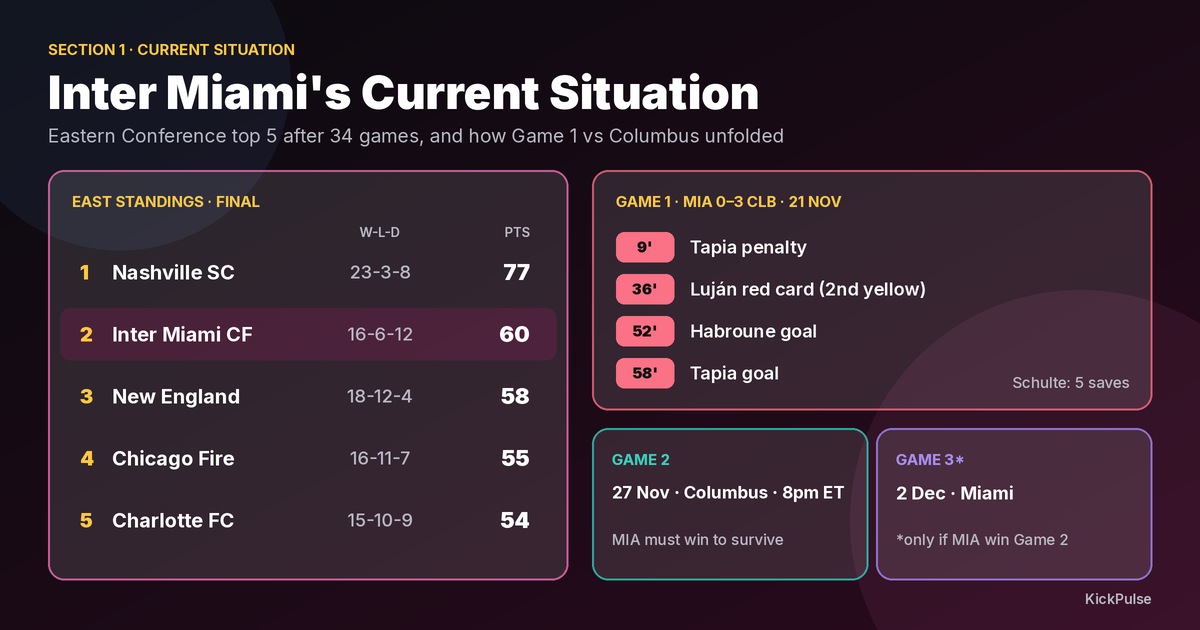 SECTION 1 · CURRENT SITUATION
Inter Miami's Current Situation
Eastern Conference top 5 after 34 games, and how Game 1 vs Columbus unfolded
EAST STANDINGS · FINAL
W-L-D PTS
1 Nashville SC 23-3-8 77
2 Inter Miami CF 16-6-12 60
3 New England 18-12-4 58
4 Chicago Fire 16-11-7 55
5 Charlotte FC 15-10-9 54
GAME 1 · MIA 0–3 CLB · 21 NOV
9' Tapia penalty
36' Luján red card (2nd yellow)
52' Habroune goal
58' Tapia goal
Schulte: 5 saves
GAME 2
27 Nov · Columbus · 8pm ET
MIA must win to survive
GAME 3*
2 Dec · Miami
*only if MIA win Game 2
KickPulse